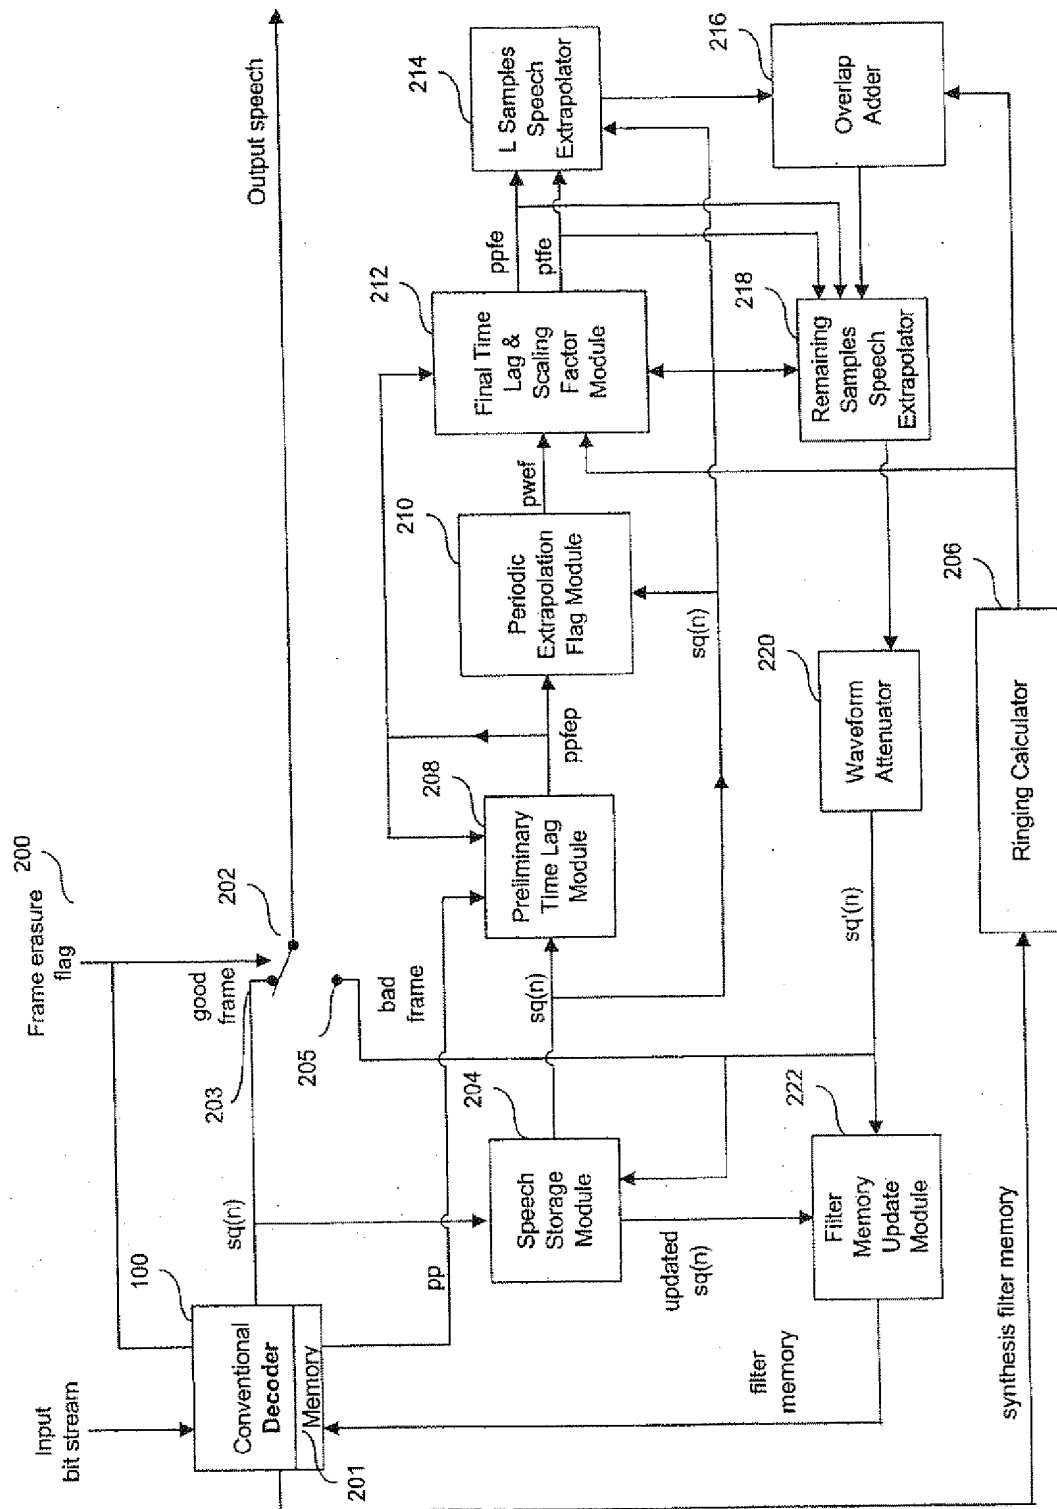 Input
bit stream
Conventional
Decoder
Memory
100
201
Frame erasure
flag
200
good
frame
203
202
205
bad
frame
Output speech
sq(n)
pp
Speech
Storage
Module
204
updated
sq(n)
sq(n)
Preliminary
Time Lag
Module
208
ppfep
Periodic
Extrapolation
Flag Module
210
pwef
Final Time
Lag &
Scaling
Factor
Module
212
ppfe
ptfe
L Samples
Speech
Extrapolator
214
sq(n)
Overlap
Adder
216
Remaining
Samples
Speech
Extrapolator
218
Waveform
Attenuator
220
sq'(n)
Filter
Memory
Update
Module
222
filter
memory
Ringing Calculator
206
synthesis filter memory